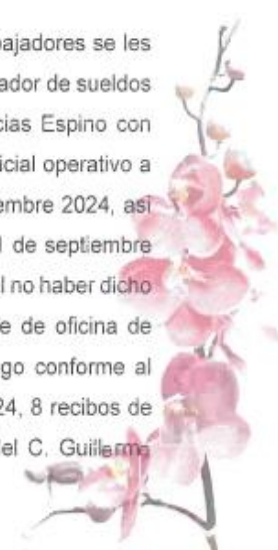 bajadores se les
ador de sueldos
cias Espino con
icial operativo a
embre 2024, así
de septiembre
l no haber dicho
e de oficina de
go conforme al
24, 8 recibos de
lel C. Guillermo